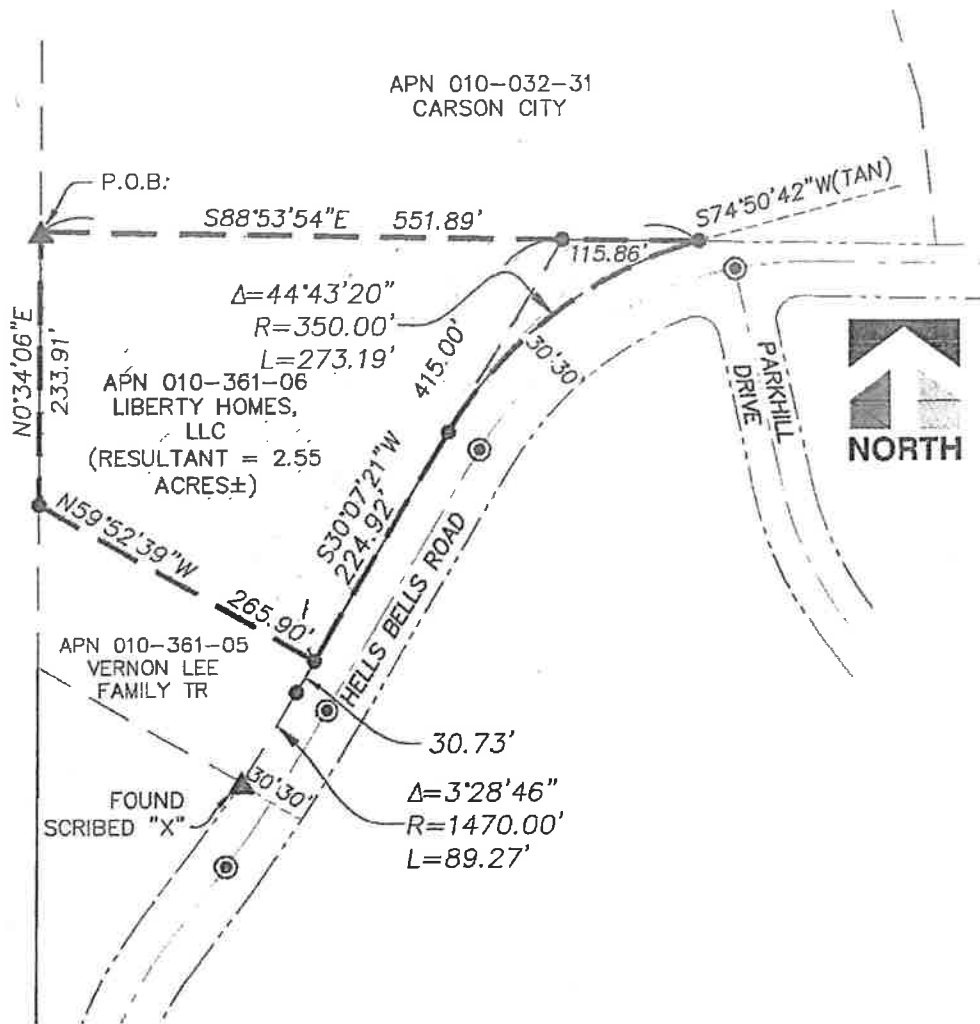 APN 010-032-31
CARSON CITY
P.O.B.
S74°50'42"W(TAN)
S88°53'54"E 551.89'
115.86'
Δ=44°43'20"
R=350.00'
L=273.19'
415.00'
30' 30'
N0°34'06"E
233.91'
APN 010-361-06
LIBERTY HOMES,
LLC
(RESULTANT = 2.55
ACRES±)
PARKHILL
DRIVE
NORTH
S30°07'21"W
224.92'
N59°52'39"W
265.90'
HELLS BELLS ROAD
APN 010-361-05
VERNON LEE
FAMILY TR
30.73'
30' 30'
FOUND
SCRIBED "X"
Δ=3°28'46"
R=1470.00'
L=89.27'